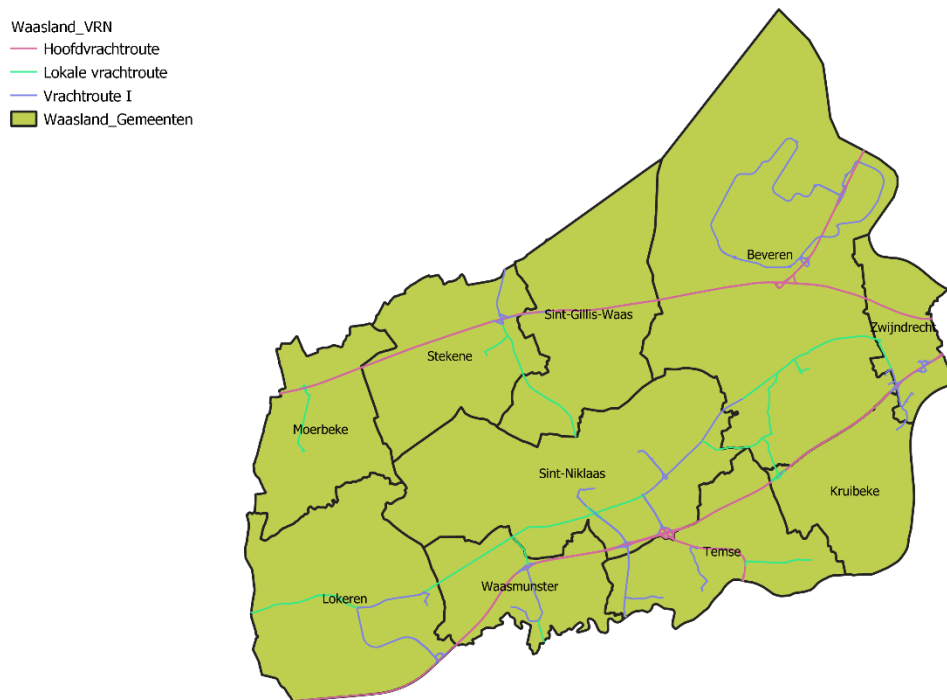 Waasland_VRN
Hoofdvrachtroute
Lokale vrachtroute
Vrachtroute I
Waasland_Gemeenten
Beveren
Sint-Gillis-Waas
Zwijndrecht
Stekene
Moerbeke
Sint-Niklaas
Kruibeke
Temse
Waasmunster
Lokeren